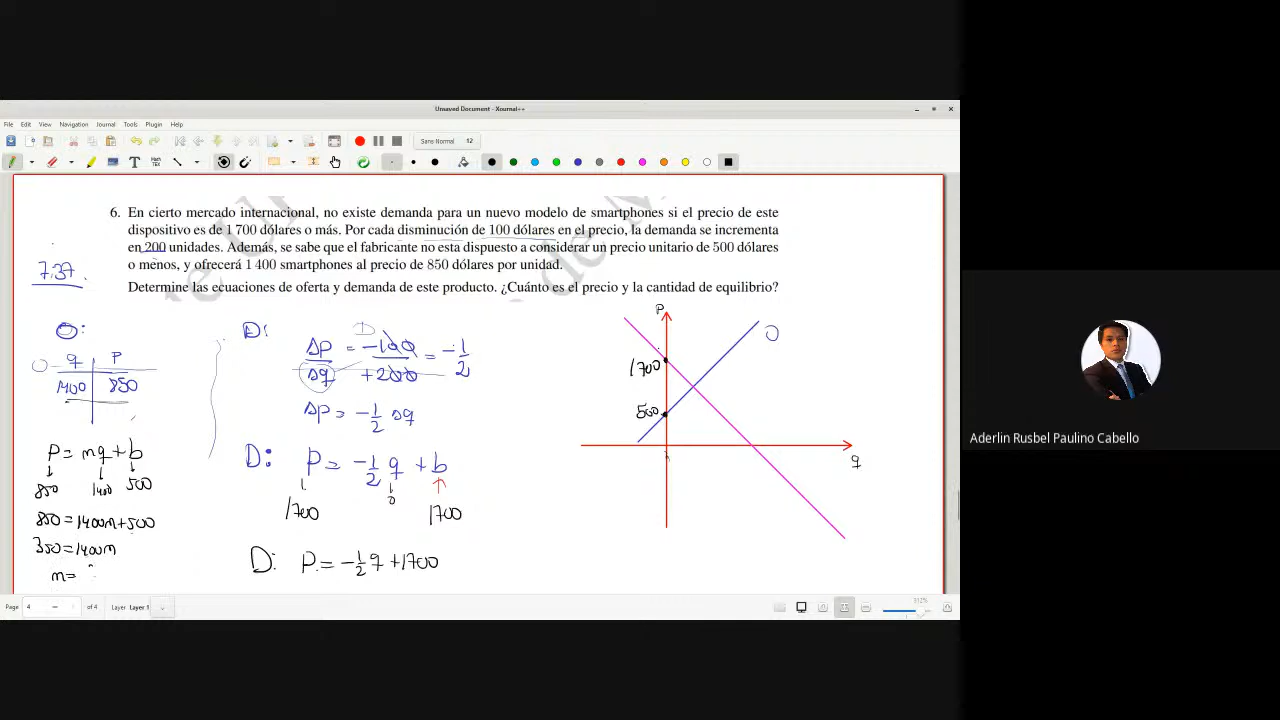 Unsaved Document - Xournal++
File Edit View Navigation Journal Tools Plugin Help
Sans Normal 12
6. En cierto mercado internacional, no existe demanda para un nuevo modelo de smartphones si el precio de este
dispositivo es de 1 700 dólares o más. Por cada disminución de 100 dólares en el precio, la demanda se incrementa
en 200 unidades. Además, se sabe que el fabricante no esta dispuesto a considerar un precio unitario de 500 dólares
o menos, y ofrecerá 1 400 smartphones al precio de 850 dólares por unidad.
Determine las ecuaciones de oferta y demanda de este producto. ¿Cuánto es el precio y la cantidad de equilibrio?
7.37
O:
q P
1400 850
P = mq + b
850 1400 500
850 = 1400m + 500
350 = 1400m
m =
D:
Δp/Δq = -100/+200 = -1/2
Δp = -1/2 Δq
D: p = -1/2 q + b
1700 0 1700
D: P = -1/2 q + 1700
P
O
1700
500
q
Aderlin Rusbel Paulino Cabello
Page 4 of 4 Layer Layer 1
312%